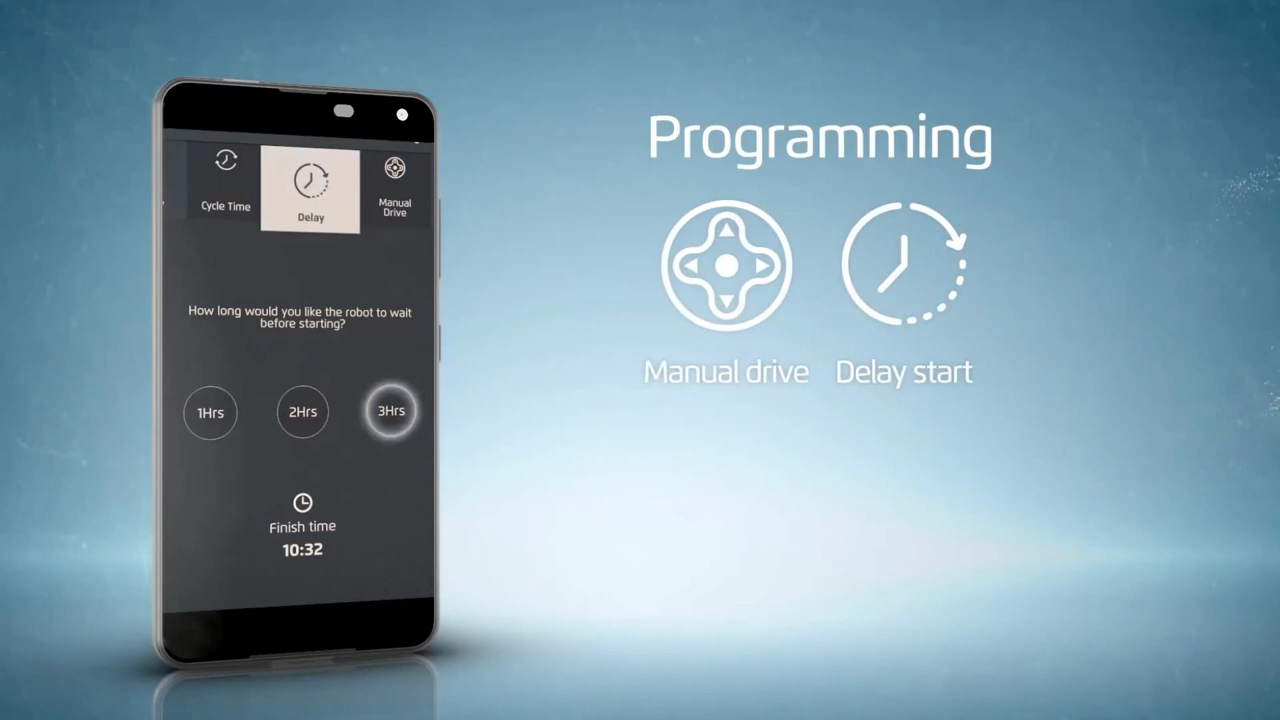 Programming
Manual drive
Delay start
Cycle Time
Delay
Manual
Drive
How long would you like the robot to wait
before starting?
1Hrs
2Hrs
3Hrs
Finish time
10:32